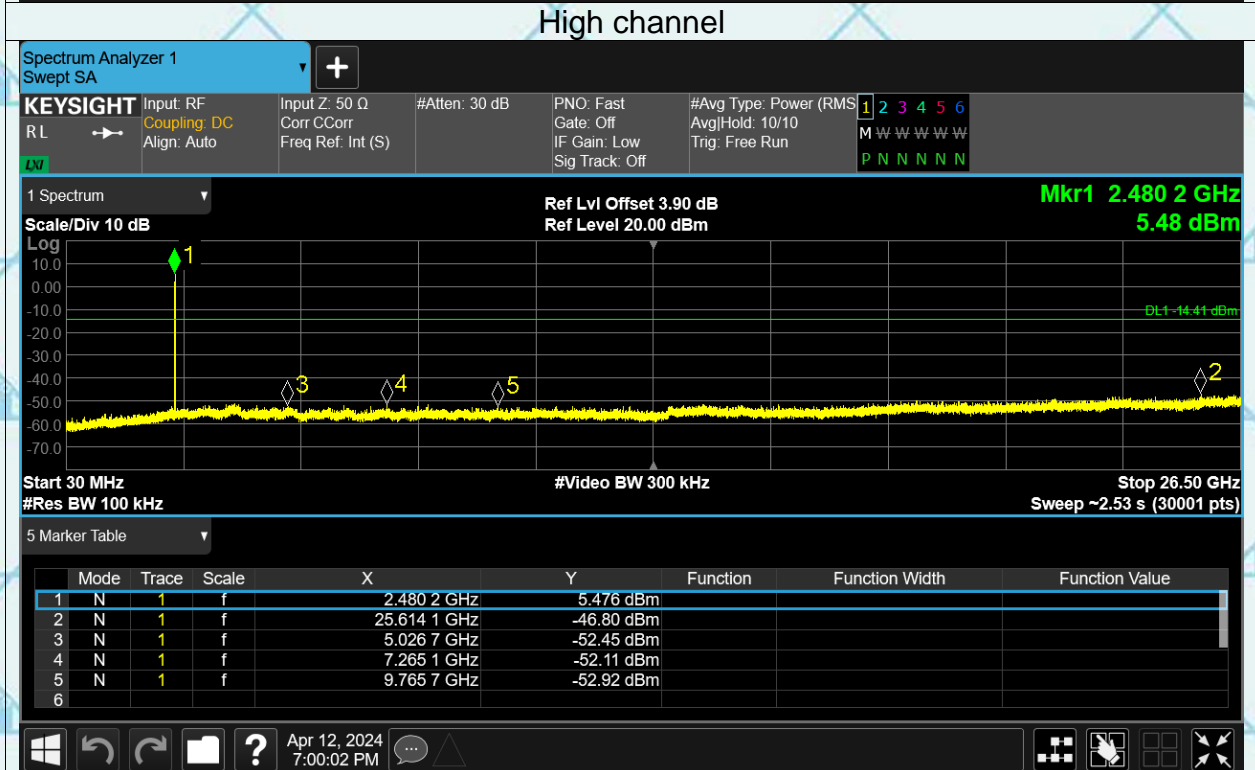 High channel
Spectrum Analyzer 1
Swept SA
KEYSIGHT Input: RF Input Z: 50 Ω #Atten: 30 dB PNO: Fast #Avg Type: Power (RMS 1 2 3 4 5 6
R L Coupling: DC Corr CCorr Gate: Off Avg|Hold: 10/10 M W W W W W
Align: Auto Freq Ref: Int (S) IF Gain: Low Trig: Free Run
LXI Sig Track: Off P N N N N N
1 Spectrum Ref Lvl Offset 3.90 dB Mkr1 2.480 2 GHz
Scale/Div 10 dB Ref Level 20.00 dBm 5.48 dBm
Log
1
10.0
0.00
-10.0 DL1 -14.41 dBm
-20.0
-30.0
-40.0 3 4 5 2
-50.0
-60.0
-70.0
Start 30 MHz #Video BW 300 kHz Stop 26.50 GHz
#Res BW 100 kHz Sweep ~2.53 s (30001 pts)
5 Marker Table
Mode Trace Scale X Y Function Function Width Function Value
1 N 1 f 2.480 2 GHz 5.476 dBm
2 N 1 f 25.614 1 GHz -46.80 dBm
3 N 1 f 5.026 7 GHz -52.45 dBm
4 N 1 f 7.265 1 GHz -52.11 dBm
5 N 1 f 9.765 7 GHz -52.92 dBm
6
? Apr 12, 2024
7:00:02 PM